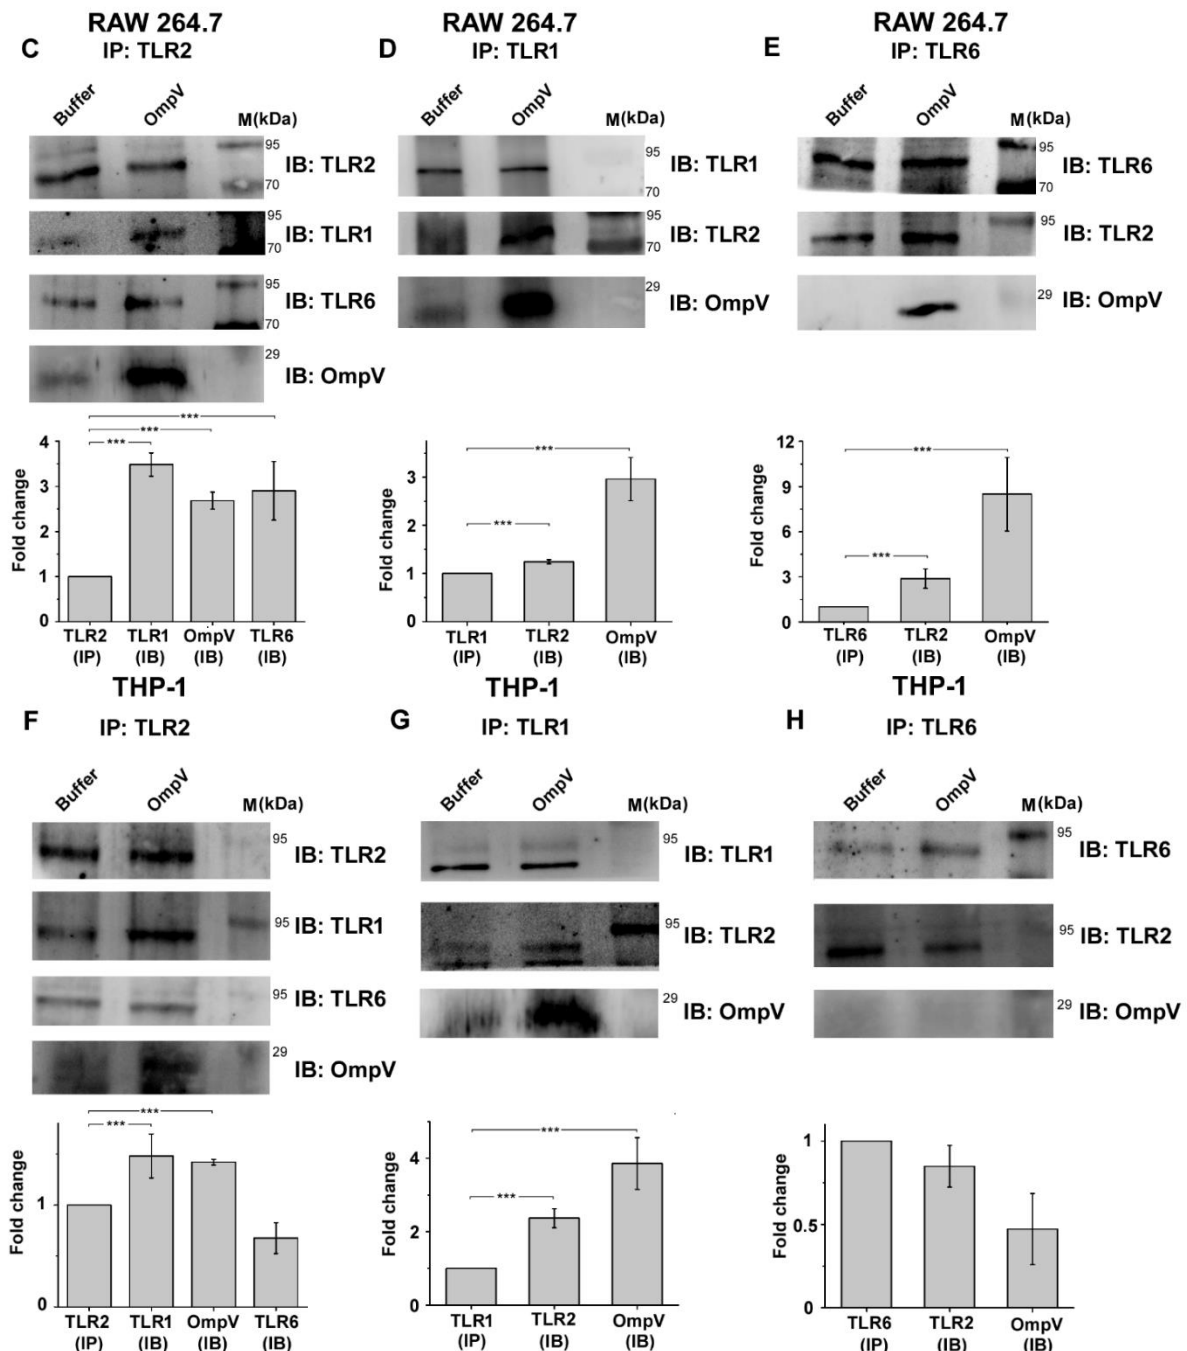 RAW 264.7
C
IP: TLR2
Buffer
OmpV
M(kDa)
95
IB: TLR2
70
95
IB: TLR1
70
95
IB: TLR6
70
29
IB: OmpV
***
***
***
Fold change
4
3
2
1
0
TLR2 (IP)
TLR1 (IB)
OmpV (IB)
TLR6 (IB)
RAW 264.7
D
IP: TLR1
Buffer
OmpV
M(kDa)
95
IB: TLR1
70
95
IB: TLR2
70
29
IB: OmpV
***
***
Fold change
3
2
1
0
TLR1 (IP)
TLR2 (IB)
OmpV (IB)
RAW 264.7
E
IP: TLR6
Buffer
OmpV
M(kDa)
95
IB: TLR6
70
95
IB: TLR2
29
IB: OmpV
***
***
Fold change
12
9
6
3
0
TLR6 (IP)
TLR2 (IB)
OmpV (IB)
THP-1
F
IP: TLR2
Buffer
OmpV
M(kDa)
95
IB: TLR2
95
IB: TLR1
95
IB: TLR6
29
IB: OmpV
***
***
Fold change
1
0
TLR2 (IP)
TLR1 (IB)
OmpV (IB)
TLR6 (IB)
THP-1
G
IP: TLR1
Buffer
OmpV
M(kDa)
95
IB: TLR1
95
IB: TLR2
29
IB: OmpV
***
***
Fold change
4
2
0
TLR1 (IP)
TLR2 (IB)
OmpV (IB)
THP-1
H
IP: TLR6
Buffer
OmpV
M(kDa)
95
IB: TLR6
95
IB: TLR2
29
IB: OmpV
Fold change
1
0.5
0
TLR6 (IP)
TLR2 (IB)
OmpV (IB)